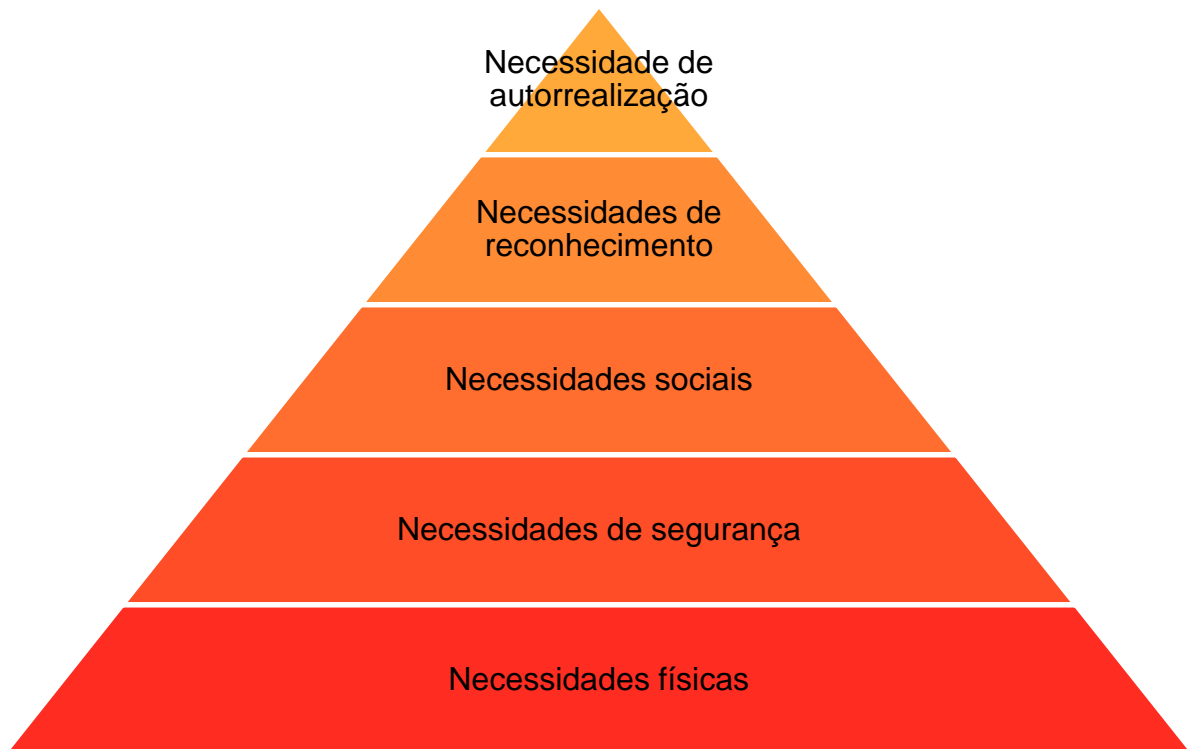 Necessidade de
autorrealização
Necessidades de
reconhecimento
Necessidades sociais
Necessidades de segurança
Necessidades físicas